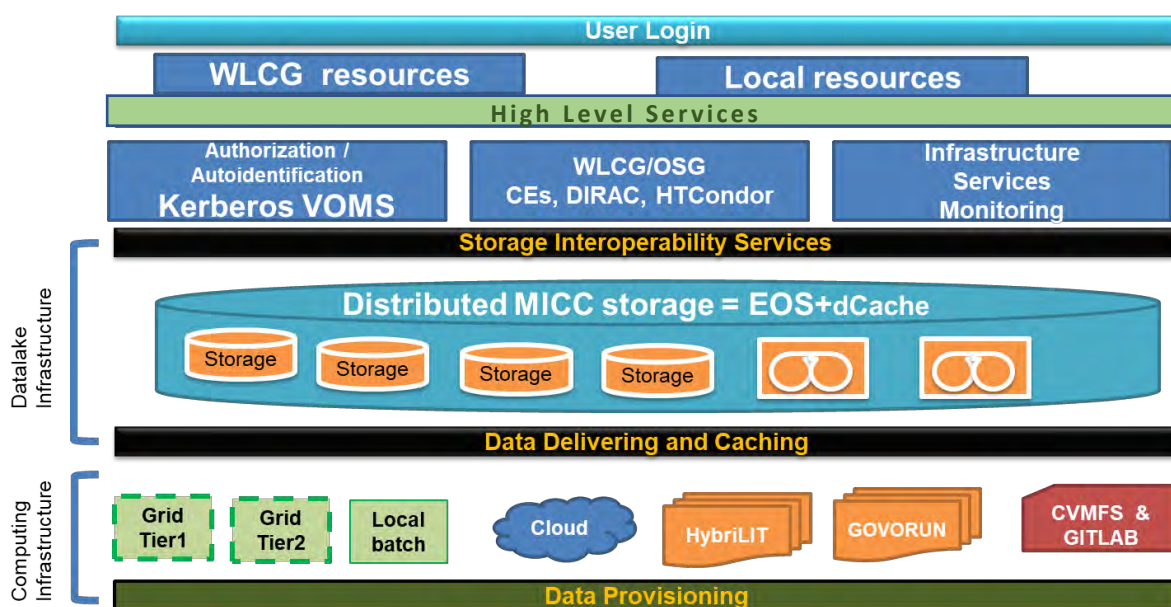 User Login
WLCG resources
Local resources
High Level Services
Authorization /
Autoidentification
Kerberos VOMS
WLCG/OSG
CEs, DIRAC, HTCondor
Infrastructure
Services
Monitoring
Storage Interoperability Services
Datalake
Infrastructure
Distributed MICC storage = EOS+dCache
Storage
Storage
Storage
Storage
Data Delivering and Caching
Computing
Infrastructure
Grid
Tier1
Grid
Tier2
Local
batch
Cloud
HybriLIT
GOVORUN
CVMFS &
GITLAB
Data Provisioning